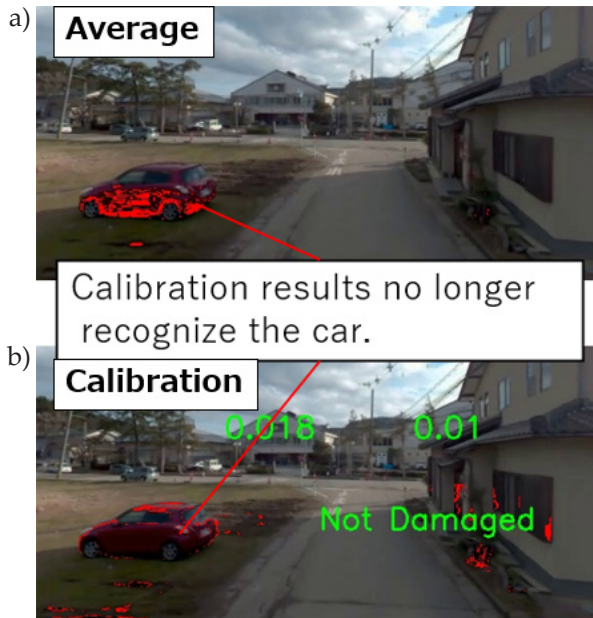 a)
Average
Calibration results no longer
recognize the car.
b)
Calibration
0.018
0.01
Not Damaged